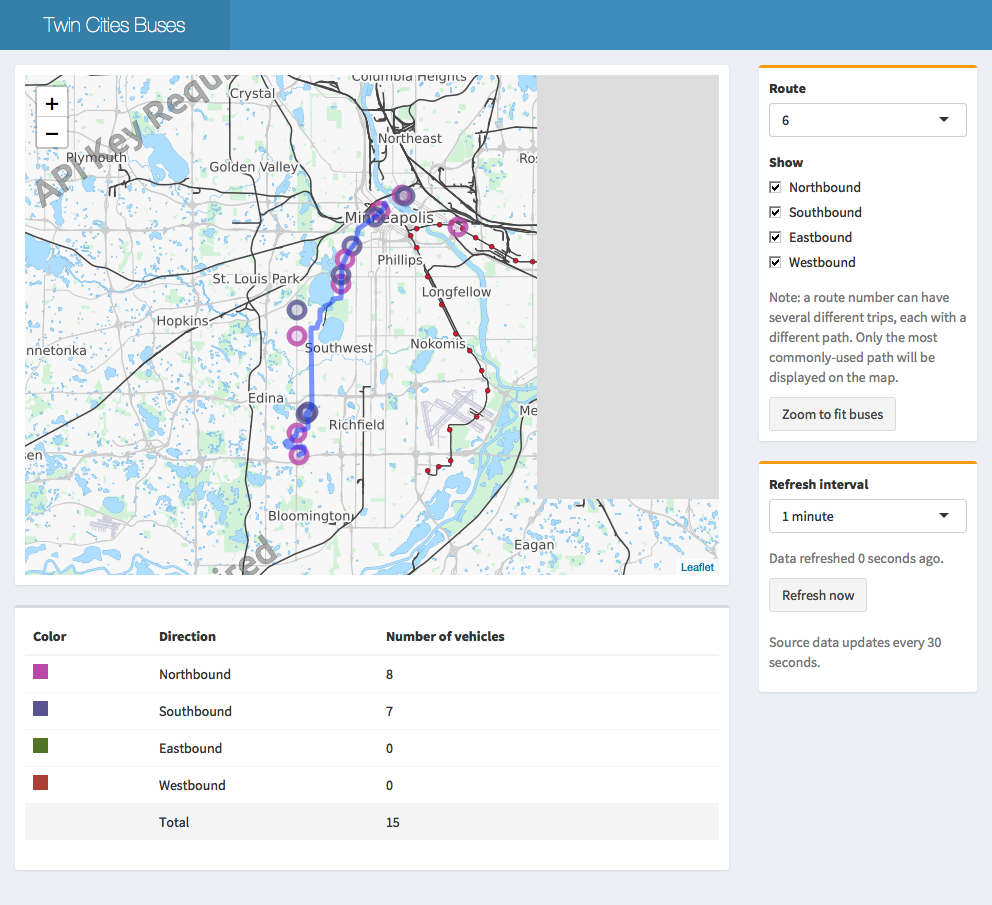 Twin Cities Buses
+
−
API Key Requ
Columbia Heights
Crystal
Northeast
Plymouth
Golden Valley
Ros
Minneapolis
Phillips
St. Louis Park
Longfellow
Hopkins
Southwest
Nokomis
nnetonka
Edina
Me
Richfield
en
Bloomington
Eagan
ired
Leaflet
Route
6
Show
Northbound
Southbound
Eastbound
Westbound
Note: a route number can have
several different trips, each with a
different path. Only the most
commonly-used path will be
displayed on the map.
Zoom to fit buses
Refresh interval
1 minute
Data refreshed 0 seconds ago.
Refresh now
Source data updates every 30
seconds.
Color Direction Number of vehicles
Northbound 8
Southbound 7
Eastbound 0
Westbound 0
Total 15